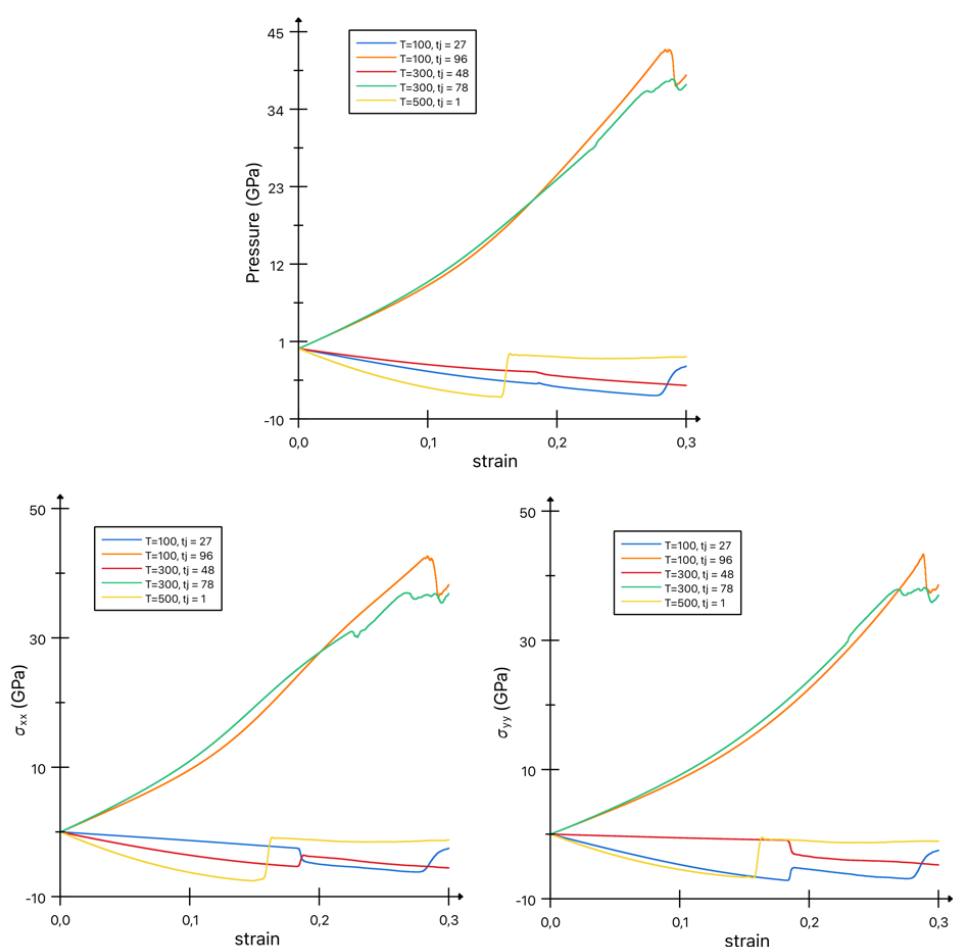 45
34
23
12
1
-10
Pressure (GPa)
T=100, tj = 27
T=100, tj = 96
T=300, tj = 48
T=300, tj = 78
T=500, tj = 1
0,0
0,1
0,2
0,3
strain
50
30
10
-10
σxx (GPa)
T=100, tj = 27
T=100, tj = 96
T=300, tj = 48
T=300, tj = 78
T=500, tj = 1
0,0
0,1
0,2
0,3
strain
50
30
10
-10
σyy (GPa)
T=100, tj = 27
T=100, tj = 96
T=300, tj = 48
T=300, tj = 78
T=500, tj = 1
0,0
0,1
0,2
0,3
strain